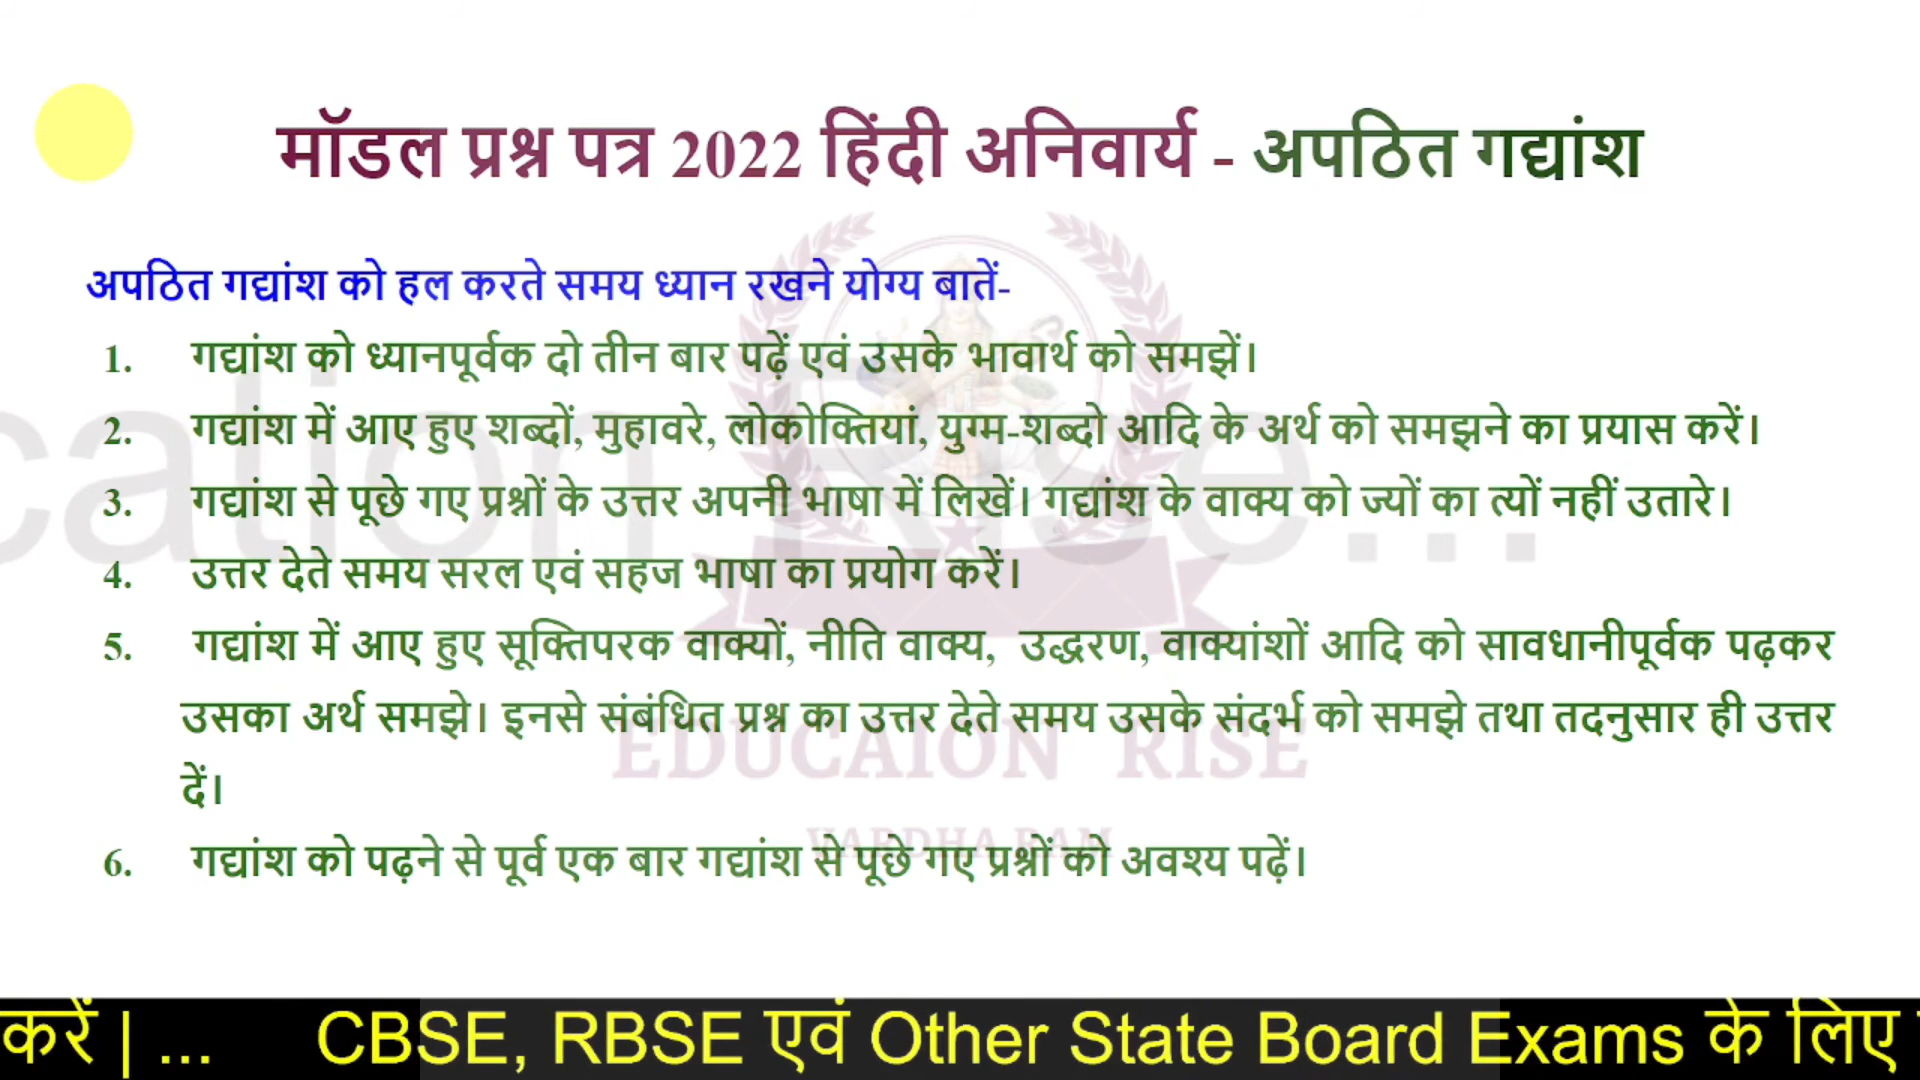 मॉडल प्रश्न पत्र 2022 हिंदी अनिवार्य - अपठित गद्यांश
अपठित गद्यांश को हल करते समय ध्यान रखने योग्य बातें-
1. गद्यांश को ध्यानपूर्वक दो तीन बार पढ़ें एवं उसके भावार्थ को समझें।
2. गद्यांश में आए हुए शब्दों, मुहावरे, लोकोक्तियां, युग्म-शब्दो आदि के अर्थ को समझने का प्रयास करें।
3. गद्यांश से पूछे गए प्रश्नों के उत्तर अपनी भाषा में लिखें। गद्यांश के वाक्य को ज्यों का त्यों नहीं उतारे।
cation Rise...
4. उत्तर देते समय सरल एवं सहज भाषा का प्रयोग करें।
5. गद्यांश में आए हुए सूक्तिपरक वाक्यों, नीति वाक्य, उद्धरण, वाक्यांशों आदि को सावधानीपूर्वक पढ़कर
उसका अर्थ समझे। इनसे संबंधित प्रश्न का उत्तर देते समय उसके संदर्भ को समझे तथा तदनुसार ही उत्तर
EDUCAION RISE
दें।
VARDHA RAM
6. गद्यांश को पढ़ने से पूर्व एक बार गद्यांश से पूछे गए प्रश्नों को अवश्य पढ़ें।
करें | ... CBSE, RBSE एवं Other State Board Exams के लिए